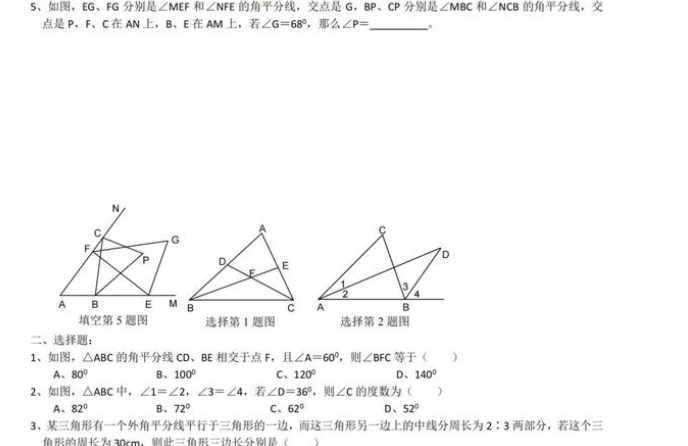 5、如图，EG、FG 分别是∠MEF 和∠NFE 的角平分线，交点是 G，BP、CP 分别是∠MBC 和∠NCB 的角平分线，交
点是 P，F、C 在 AN 上，B、E 在 AM 上，若∠G=68⁰，那么∠P=________。
N
C
F
G
P
A B E M
填空第 5 题图
A
D
E
F
B C
选择第 1 题图
C
D
1
2
3
4
A B
选择第 2 题图
二、选择题：
1、如图，△ABC 的角平分线 CD、BE 相交于点 F，且∠A=60⁰，则∠BFC 等于（ ）
A、80⁰ B、100⁰ C、120⁰ D、140⁰
2、如图，△ABC 中，∠1=∠2，∠3=∠4，若∠D=36⁰，则∠C 的度数为（ ）
A、82⁰ B、72⁰ C、62⁰ D、52⁰
3、某三角形有一个外角平分线平行于三角形的一边，而这三角形另一边上的中线分周长为 2∶3 两部分，若这个三
角形的周长为 30cm，则此三角形三边长分别是（ ）